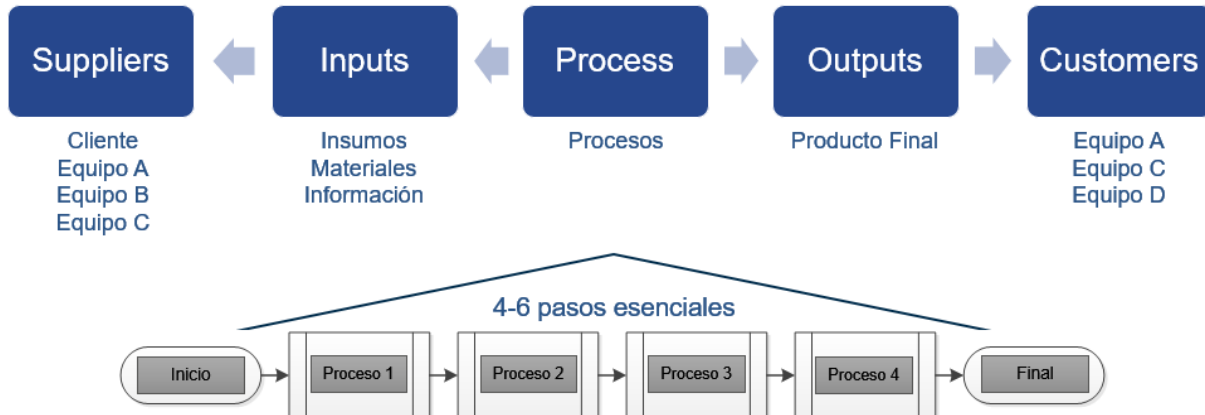 Suppliers
Inputs
Process
Outputs
Customers
Cliente
Equipo A
Equipo B
Equipo C
Insumos
Materiales
Información
Procesos
Producto Final
Equipo A
Equipo C
Equipo D
4-6 pasos esenciales
Inicio
Proceso 1
Proceso 2
Proceso 3
Proceso 4
Final